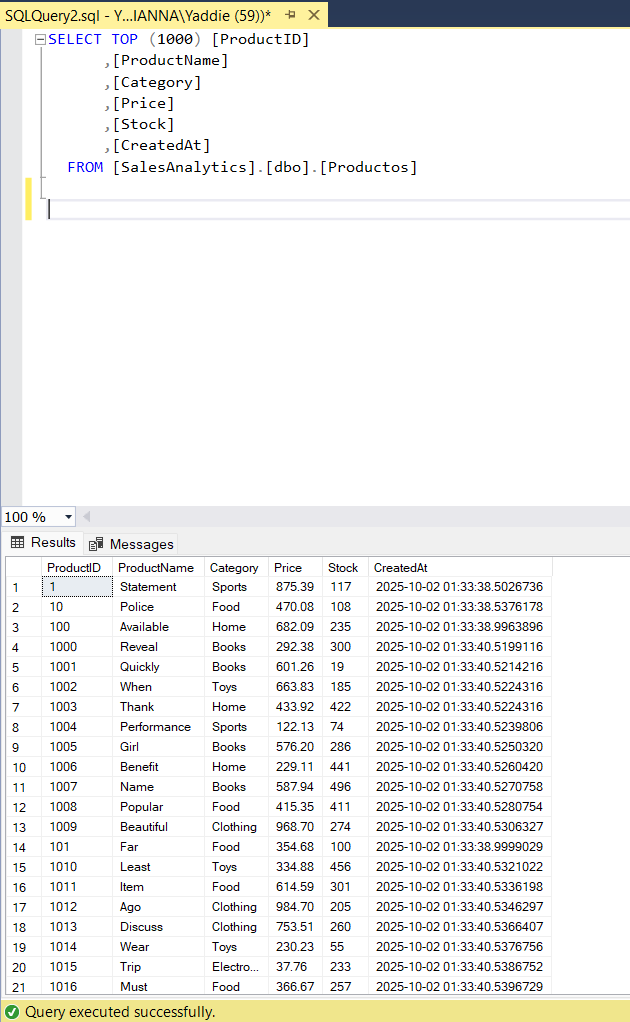 SQLQuery2.sql - Y...IANNA\Yaddie (59))*
SELECT TOP (1000) [ProductID]
,[ProductName]
,[Category]
,[Price]
,[Stock]
,[CreatedAt]
FROM [SalesAnalytics].[dbo].[Productos]
100 %
Results Messages
ProductID ProductName Category Price Stock CreatedAt
1 1 Statement Sports 875.39 117 2025-10-02 01:33:38.5026736
2 10 Police Food 470.08 108 2025-10-02 01:33:38.5376178
3 100 Available Home 682.09 235 2025-10-02 01:33:38.9963896
4 1000 Reveal Books 292.38 300 2025-10-02 01:33:40.5199116
5 1001 Quickly Books 601.26 19 2025-10-02 01:33:40.5214216
6 1002 When Toys 663.83 185 2025-10-02 01:33:40.5224316
7 1003 Thank Home 433.92 422 2025-10-02 01:33:40.5224316
8 1004 Performance Sports 122.13 74 2025-10-02 01:33:40.5239806
9 1005 Girl Books 576.20 286 2025-10-02 01:33:40.5250320
10 1006 Benefit Home 229.11 441 2025-10-02 01:33:40.5260420
11 1007 Name Books 587.94 496 2025-10-02 01:33:40.5270758
12 1008 Popular Food 415.35 411 2025-10-02 01:33:40.5280754
13 1009 Beautiful Clothing 968.70 274 2025-10-02 01:33:40.5306327
14 101 Far Food 354.68 100 2025-10-02 01:33:38.9999029
15 1010 Least Toys 334.88 456 2025-10-02 01:33:40.5321022
16 1011 Item Food 614.59 301 2025-10-02 01:33:40.5336198
17 1012 Ago Clothing 984.70 205 2025-10-02 01:33:40.5346297
18 1013 Discuss Clothing 753.51 260 2025-10-02 01:33:40.5366407
19 1014 Wear Toys 230.23 55 2025-10-02 01:33:40.5376756
20 1015 Trip Electro... 37.76 233 2025-10-02 01:33:40.5386752
21 1016 Must Food 366.67 257 2025-10-02 01:33:40.5396729
Query executed successfully.